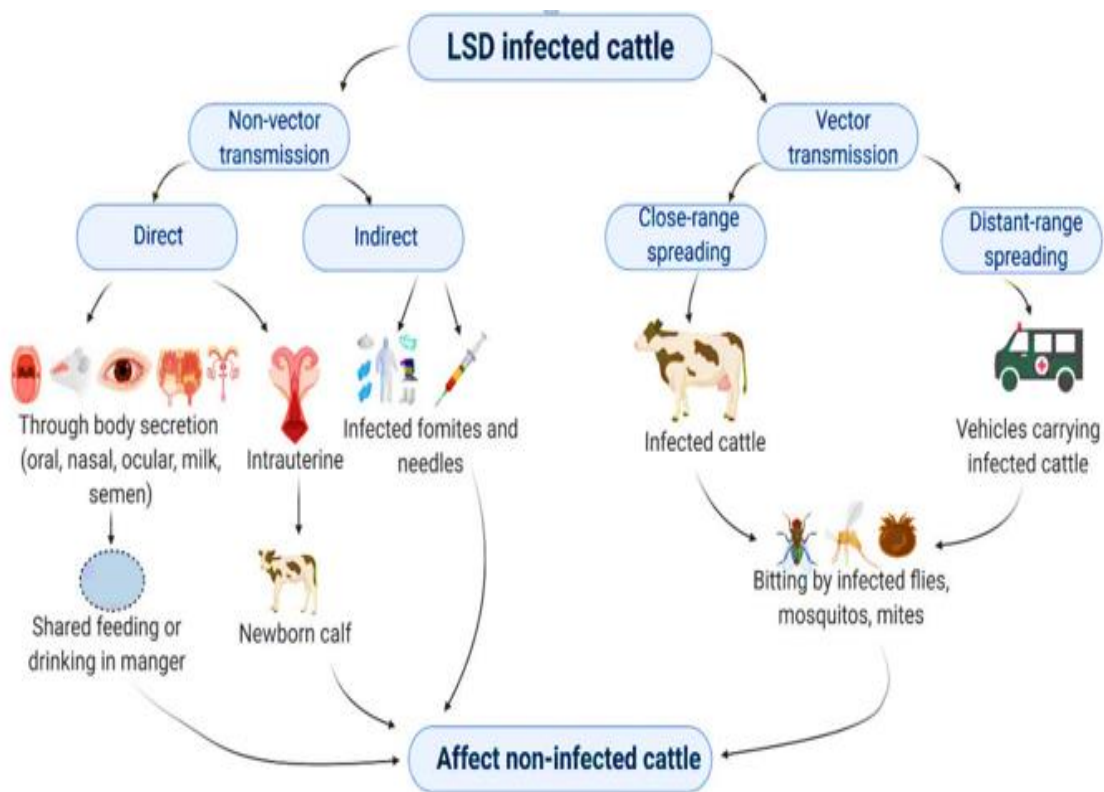 LSD infected cattle
Non-vector
transmission
Vector
transmission
Direct
Indirect
Close-range
spreading
Distant-range
spreading
Through body secretion
(oral, nasal, ocular, milk,
semen)
Intrauterine
Infected fomites and
needles
Infected cattle
Vehicles carrying
infected cattle
Shared feeding or
drinking in manger
Newborn calf
Bitting by infected flies,
mosquitos, mites
Affect non-infected cattle